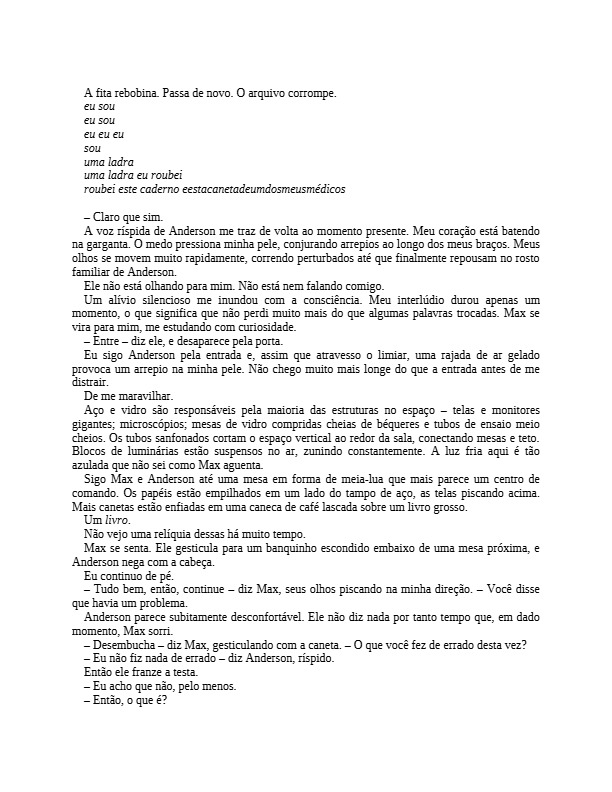 A fita rebobina. Passa de novo. O arquivo corrompe.
eu sou
eu sou
eu eu eu
sou
uma ladra
uma ladra eu roubei
roubei este caderno eestacanetadeumdosmeusmédicos
– Claro que sim.
A voz ríspida de Anderson me traz de volta ao momento presente. Meu coração está batendo
na garganta. O medo pressiona minha pele, conjurando arrepios ao longo dos meus braços. Meus
olhos se movem muito rapidamente, correndo perturbados até que finalmente repousam no rosto
familiar de Anderson.
Ele não está olhando para mim. Não está nem falando comigo.
Um alívio silencioso me inundou com a consciência. Meu interlúdio durou apenas um
momento, o que significa que não perdi muito mais do que algumas palavras trocadas. Max se
vira para mim, me estudando com curiosidade.
– Entre – diz ele, e desaparece pela porta.
Eu sigo Anderson pela entrada e, assim que atravesso o limiar, uma rajada de ar gelado
provoca um arrepio na minha pele. Não chego muito mais longe do que a entrada antes de me
distrair.
De me maravilhar.
Aço e vidro são responsáveis pela maioria das estruturas no espaço – telas e monitores
gigantes; microscópios; mesas de vidro compridas cheias de béqueres e tubos de ensaio meio
cheios. Os tubos sanfonados cortam o espaço vertical ao redor da sala, conectando mesas e teto.
Blocos de luminárias estão suspensos no ar, zunindo constantemente. A luz fria aqui é tão
azulada que não sei como Max aguenta.
Sigo Max e Anderson até uma mesa em forma de meia-lua que mais parece um centro de
comando. Os papéis estão empilhados em um lado do tampo de aço, as telas piscando acima.
Mais canetas estão enfiadas em uma caneca de café lascada sobre um livro grosso.
Um livro.
Não vejo uma relíquia dessas há muito tempo.
Max se senta. Ele gesticula para um banquinho escondido embaixo de uma mesa próxima, e
Anderson nega com a cabeça.
Eu continuo de pé.
– Tudo bem, então, continue – diz Max, seus olhos piscando na minha direção. – Você disse
que havia um problema.
Anderson parece subitamente desconfortável. Ele não diz nada por tanto tempo que, em dado
momento, Max sorri.
– Desembucha – diz Max, gesticulando com a caneta. – O que você fez de errado desta vez?
– Eu não fiz nada de errado – diz Anderson, ríspido.
Então ele franze a testa.
– Eu acho que não, pelo menos.
– Então, o que é?